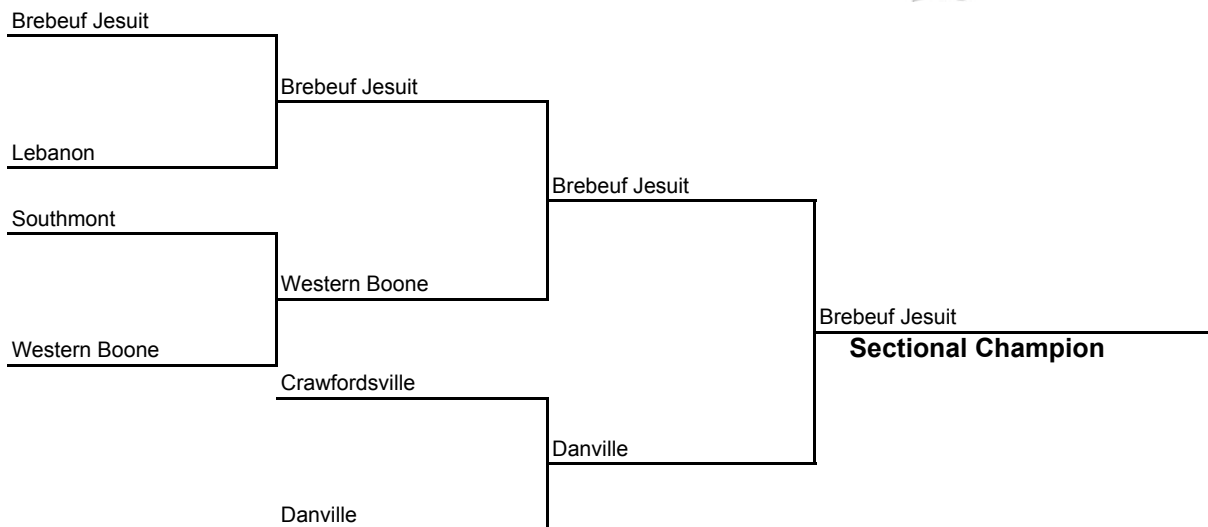 Brebeuf Jesuit
Brebeuf Jesuit
Lebanon
Brebeuf Jesuit
Southmont
Western Boone
Brebeuf Jesuit
Sectional Champion
Western Boone
Crawfordsville
Danville
Danville